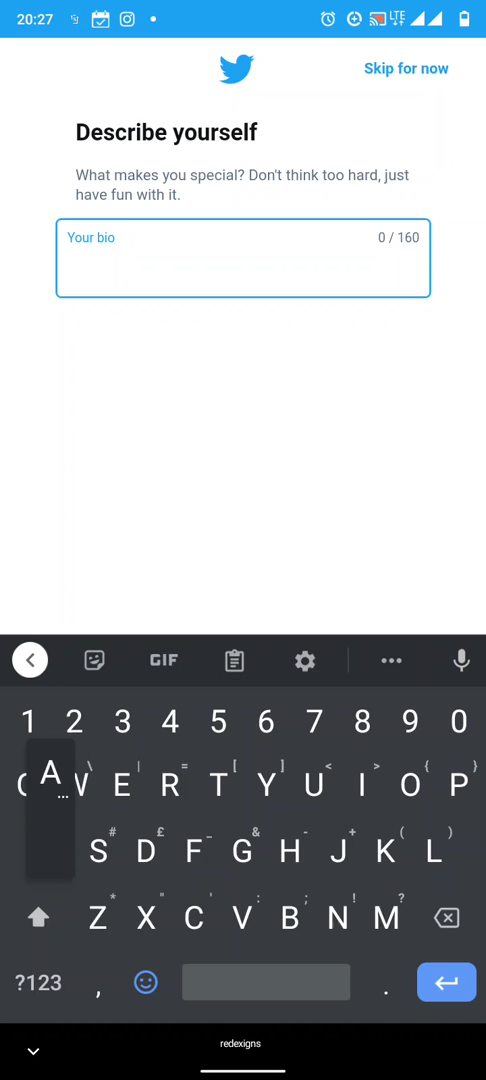 20:27
LTE
Skip for now
Describe yourself
What makes you special? Don't think too hard, just
have fun with it.
Your bio 0 / 160
GIF
1 2 3 4 5 6 7 8 9 0
\ | = [ ] < > { }
W E R T Y U I O P
A
...
# £ _ & - + ( )
S D F G H J K L
* " ' : ; ! ?
Z X C V B N M
?123 , .
redexigns